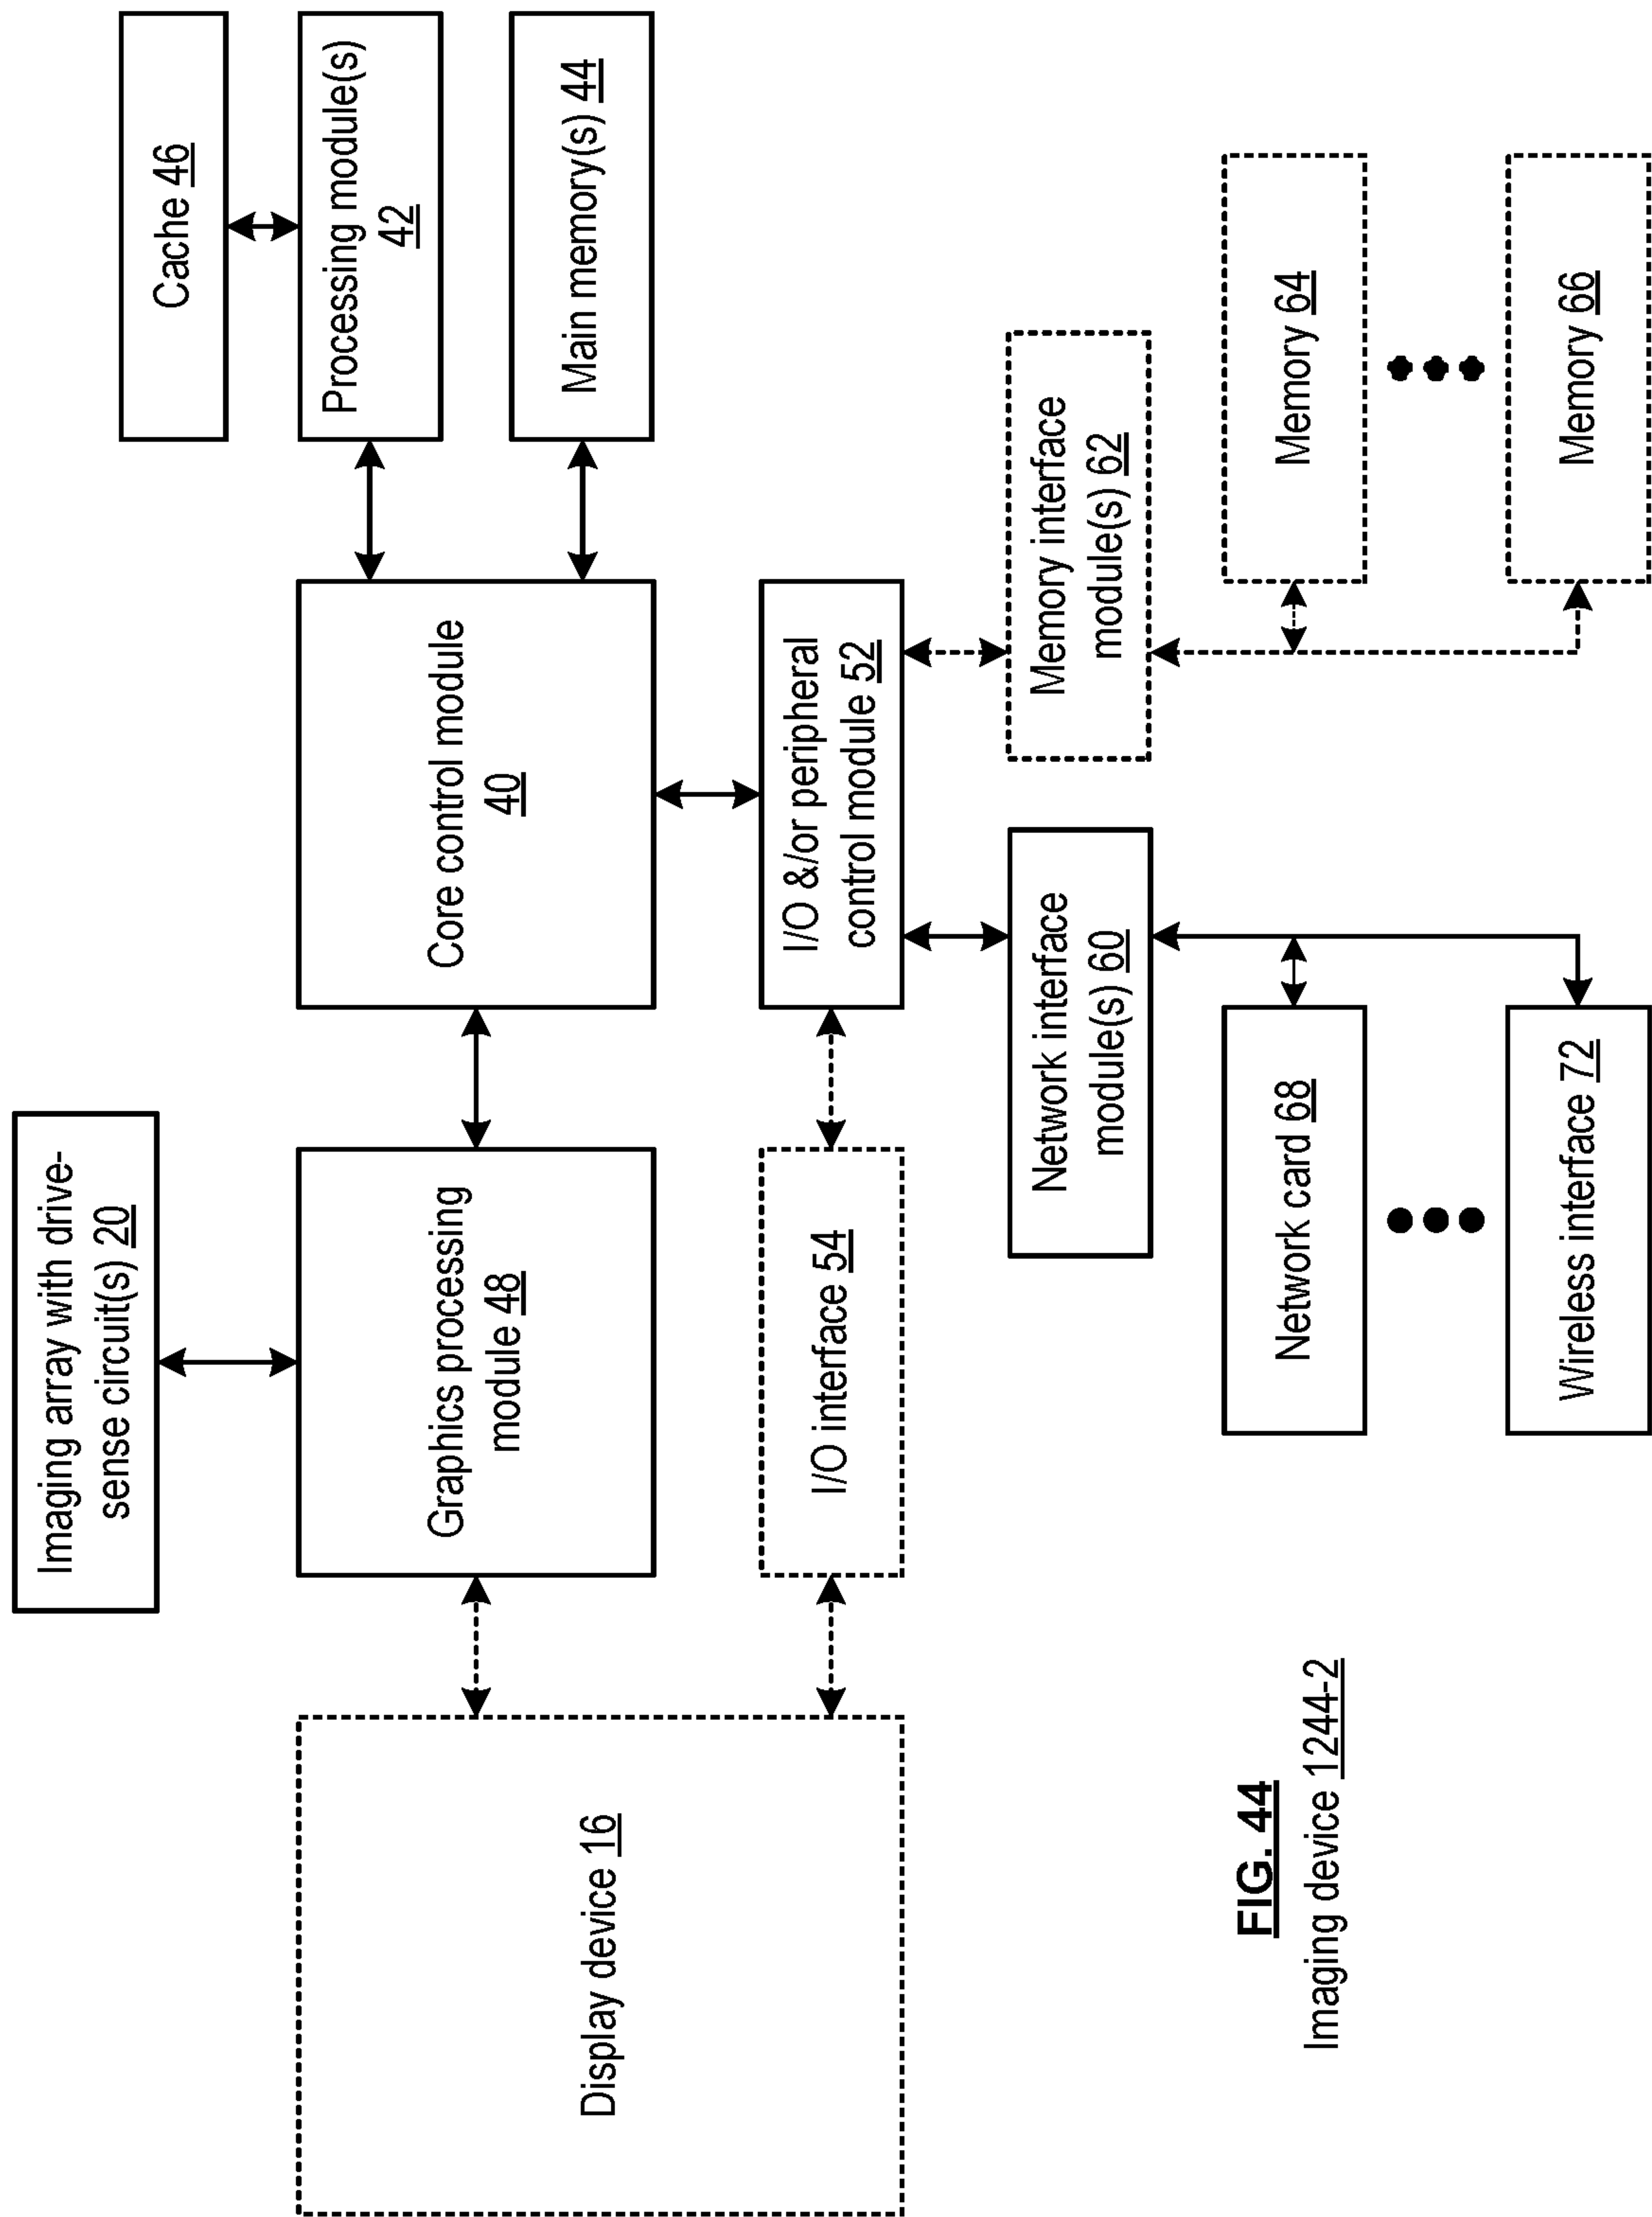 Imaging array with drive-
sense circuit(s) 20
Cache 46
Display device 16
Graphics processing
module 48
Core control module
40
Processing module(s)
42
Main memory(s) 44
I/O interface 54
I/O &/or peripheral
control module 52
Network interface
module(s) 60
Memory interface
module(s) 62
Network card 68
Memory 64
Wireless interface 72
Memory 66
FIG. 44
Imaging device 1244-2